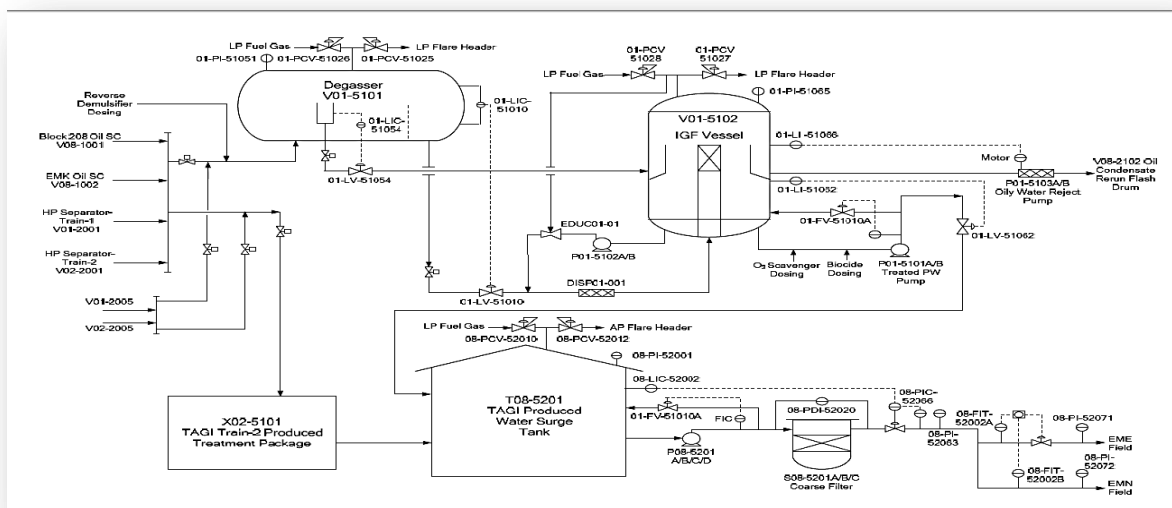 LP Fuel Gas
LP Flare Header
01-PI-51051
01-PCV-51026
01-PCV-51025
Degasser
V01-5101
01-LIC-
51010
01-LIC-
51054
01-LV-51054
Reverse
Demulsifier
Dosing
Block 208 Oil SC
V08-1001
EMK Oil SC
V08-1002
HP Separator-
Train-1
V01-2001
HP Separator-
Train-2
V02-2001
V01-2005
V02-2005
01-PCV
51028
01-PCV
51027
LP Fuel Gas
LP Flare Header
01-PI-51065
V01-5102
IGF Vessel
01-LI-51066
Motor
V08-2102 Oil
Condensate
Rerun Flash
Drum
P01-5103A/B
Oily Water Reject
Pump
01-LI-51052
01-FV-51010A
01-LV-51062
EDUC01-01
P01-5102A/B
O₂ Scavenger
Dosing
Biocide
Dosing
P01-5101A/B
Treated PW
Pump
DISP01-001
01-LV-51010
LP Fuel Gas
AP Flare Header
08-PCV-52010
08-PCV-52012
08-PI-52001
08-LIC-52002
X02-5101
TAGI Train-2 Produced
Treatment Package
T08-5201
TAGI Produced
Water Surge
Tank
01-FV-51010A
FIC
P08-5201
A/B/C/D
08-PDI-52020
S08-5201A/B/C
Coarse Filter
08-PIC-
52066
08-PI-
52063
08-FIT-
52002A
08-PI-52071
EME
Field
08-PI-
52072
08-FIT-
52002B
EMN
Field